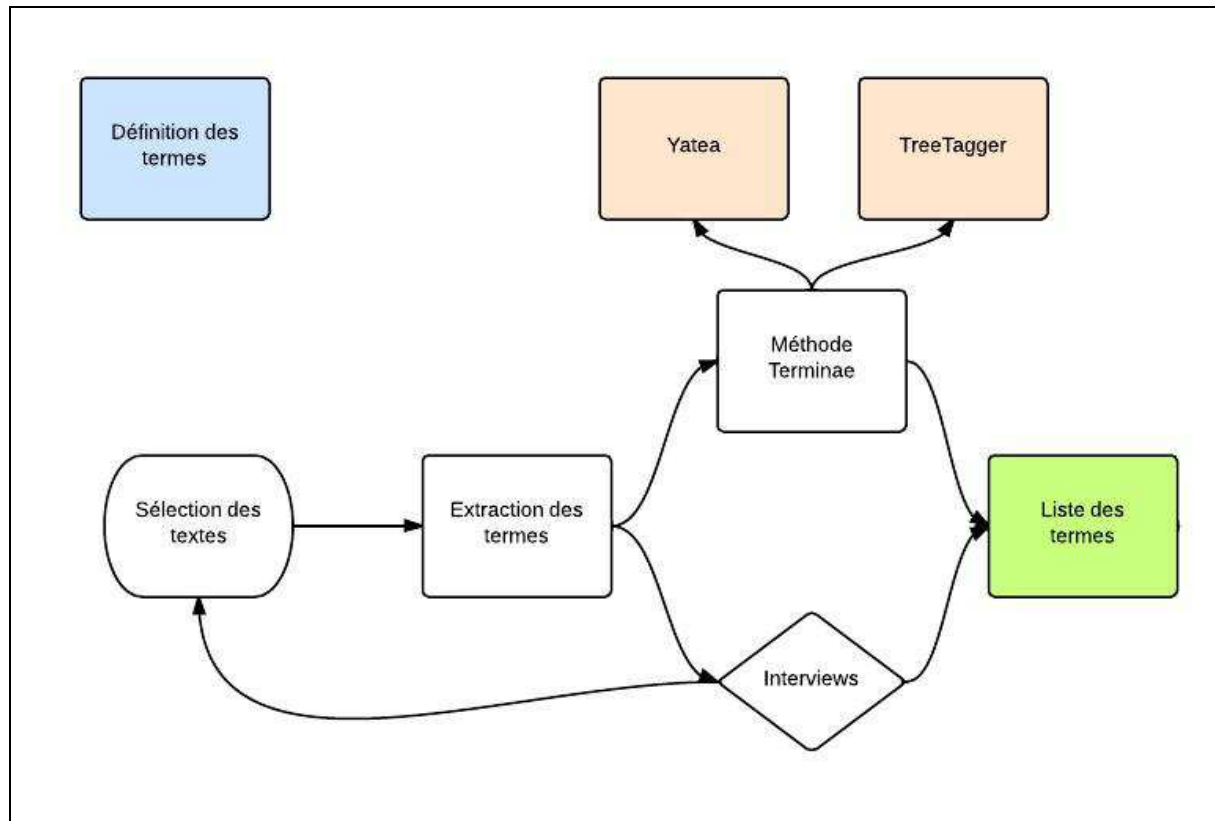 Définition des
termes
Yatea
TreeTagger
Méthode
Terminae
Sélection des
textes
Extraction des
termes
Liste des
termes
Interviews